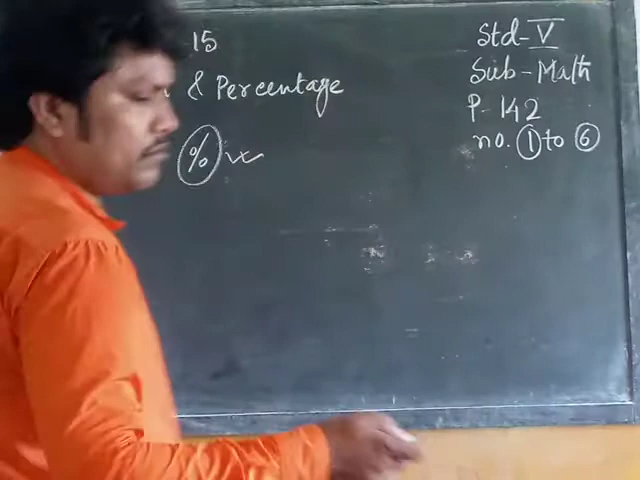 15
& Percentage
%
Std-V
Sub-Math
P-142
no. 1 to 6